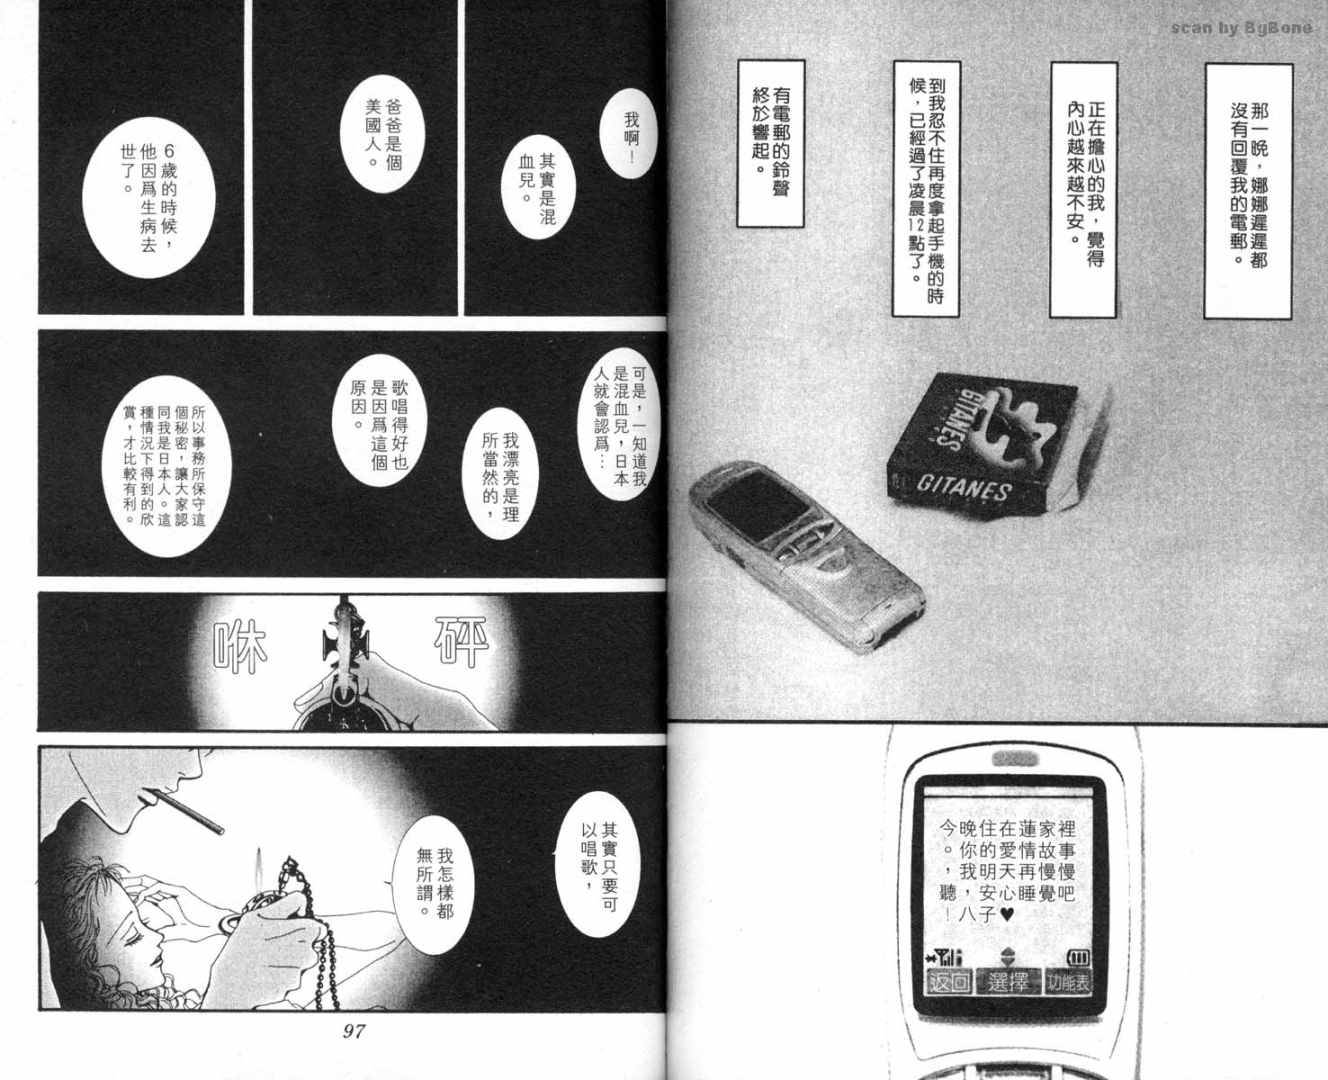 scan by ByBone
那一晚，娜娜遲遲都
沒有回覆我的電郵。
正在擔心的我，覺得
內心越來越不安。
到我忍不住再度拿起手機的時
候，已經過了凌晨12點了。
有電郵的鈴聲
終於響起。
GITANES
GITANES
今晚住在蓮家裡
。你的愛情故事
，我明天再慢慢
聽，安心睡覺吧
！八子♥
返回
選擇
功能表
我啊！
其實是混
血兒。
爸爸是個
美國人。
6歲的時候，
他因爲生病去
世了。
可是，一知道我
是混血兒，日本
人就會認爲…
我漂亮是理
所當然的，
歌唱得好也
是因爲這個
原因。
所以事務所保守這
個秘密，讓大家認
同我是日本人。這
種情況下得到的欣
賞，才比較有利。
砰
咻
其實只要可
以唱歌，
我怎樣都
無所謂。
97